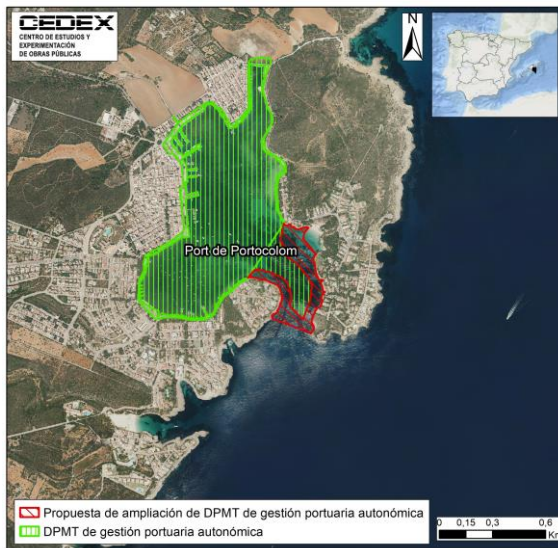 CEDEX
CENTRO DE ESTUDIOS Y
EXPERIMENTACIÓN
DE OBRAS PÚBLICAS
N
Port de Portocolom
Propuesta de ampliación de DPMT de gestión portuaria autonómica
DPMT de gestión portuaria autonómica
0 0,15 0,3 0,6